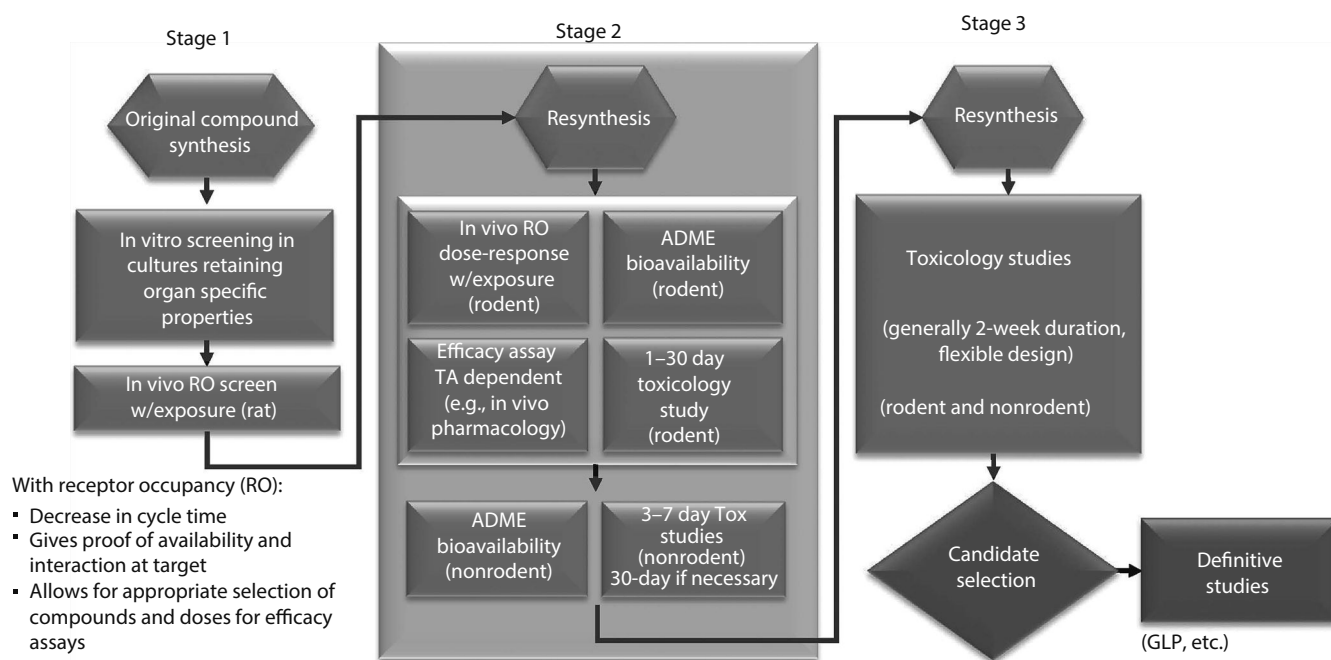 Stage 1
Original compound
synthesis
In vitro screening in
cultures retaining
organ specific
properties
In vivo RO screen
w/exposure (rat)
With receptor occupancy (RO):
▪ Decrease in cycle time
▪ Gives proof of availability and
interaction at target
▪ Allows for appropriate selection of
compounds and doses for efficacy
assays
Stage 2
Resynthesis
In vivo RO
dose-response
w/exposure
(rodent)
ADME
bioavailability
(rodent)
Efficacy assay
TA dependent
(e.g., in vivo
pharmacology)
1–30 day
toxicology
study
(rodent)
ADME
bioavailability
(nonrodent)
3–7 day Tox
studies
(nonrodent)
30-day if necessary
Stage 3
Resynthesis
Toxicology studies
(generally 2-week duration,
flexible design)
(rodent and nonrodent)
Candidate
selection
Definitive
studies
(GLP, etc.)